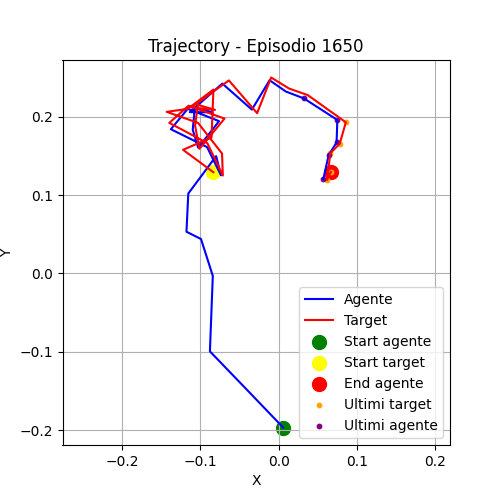 Trajectory - Episodio 1650
Y
0.2
0.1
0.0
−0.1
−0.2
Agente
Target
Start agente
Start target
End agente
Ultimi target
Ultimi agente
−0.2
−0.1
0.0
0.1
0.2
X